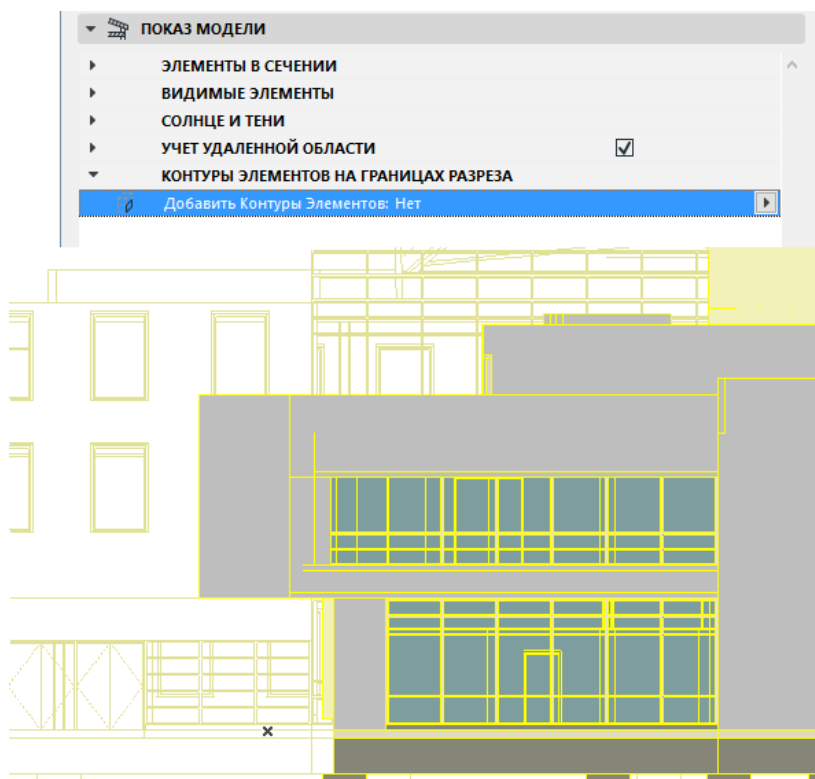 ПОКАЗ МОДЕЛИ
ЭЛЕМЕНТЫ В СЕЧЕНИИ
ВИДИМЫЕ ЭЛЕМЕНТЫ
СОЛНЦЕ И ТЕНИ
УЧЕТ УДАЛЕННОЙ ОБЛАСТИ
КОНТУРЫ ЭЛЕМЕНТОВ НА ГРАНИЦАХ РАЗРЕЗА
Добавить Контуры Элементов: Нет